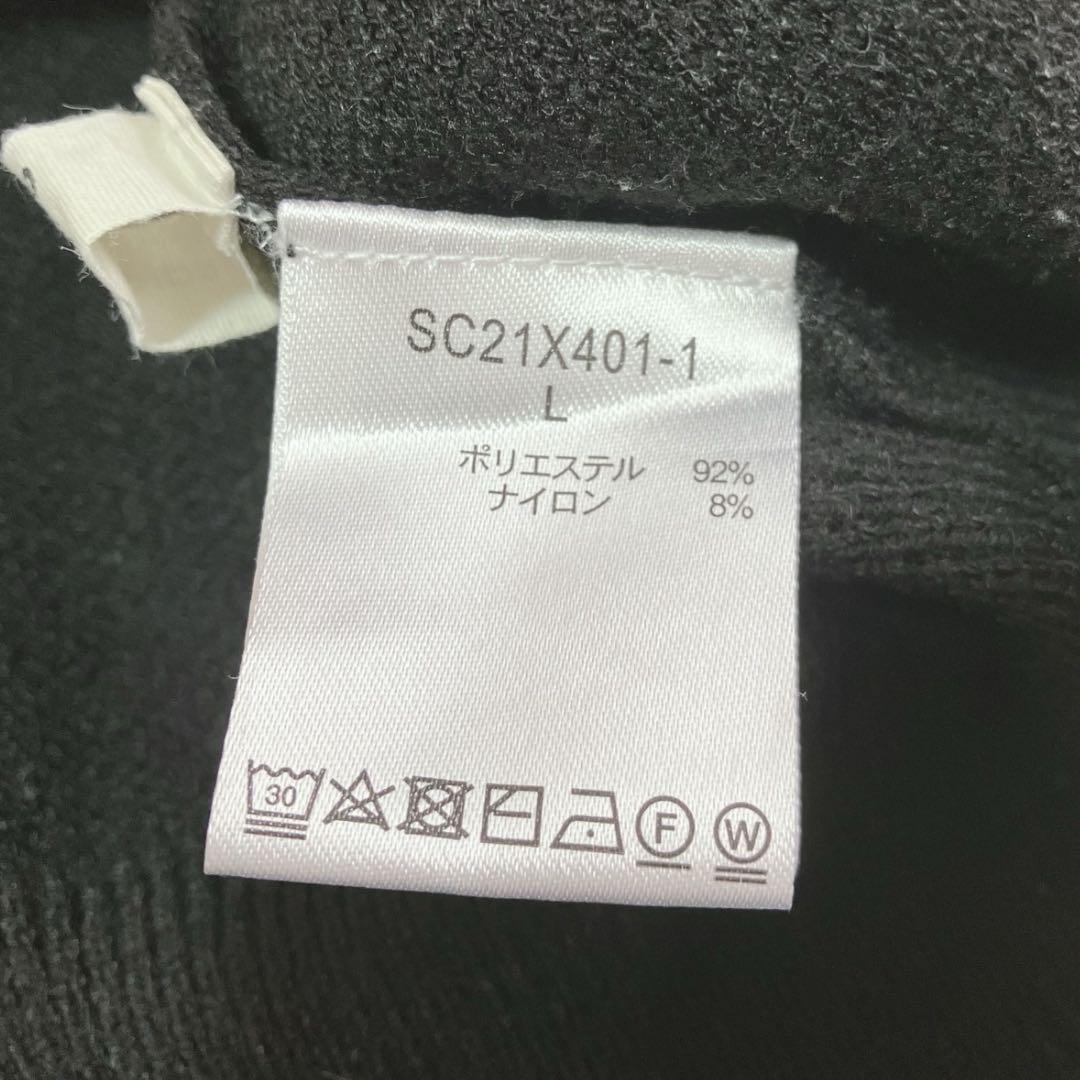 SC21X401-1
L
ポリエステル 92%
ナイロン 8%
30 F W